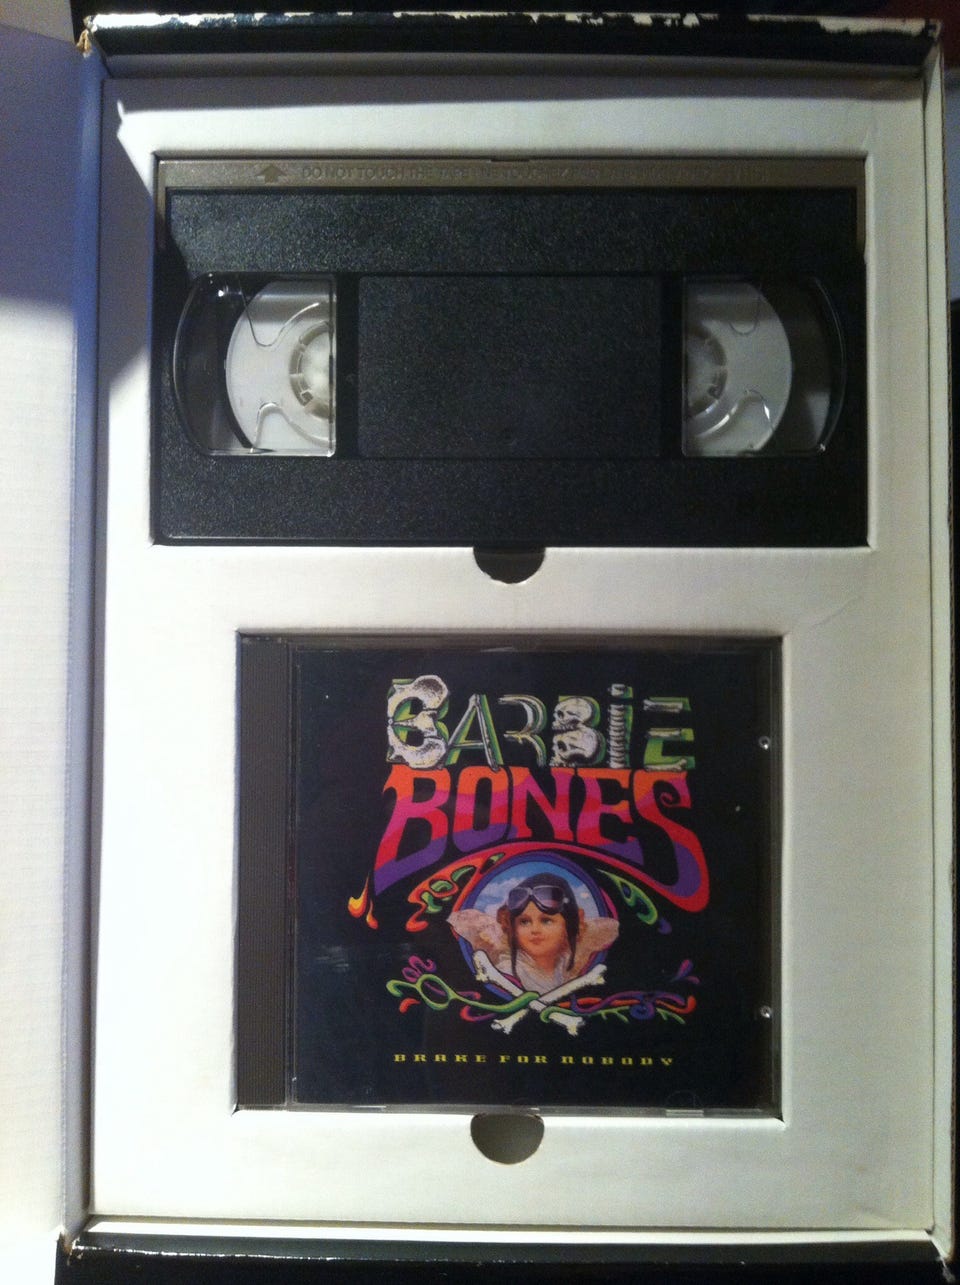 DO NOT TOUCH THE TAPE
BARBiE
BONES
BRAKE FOR NOBODY